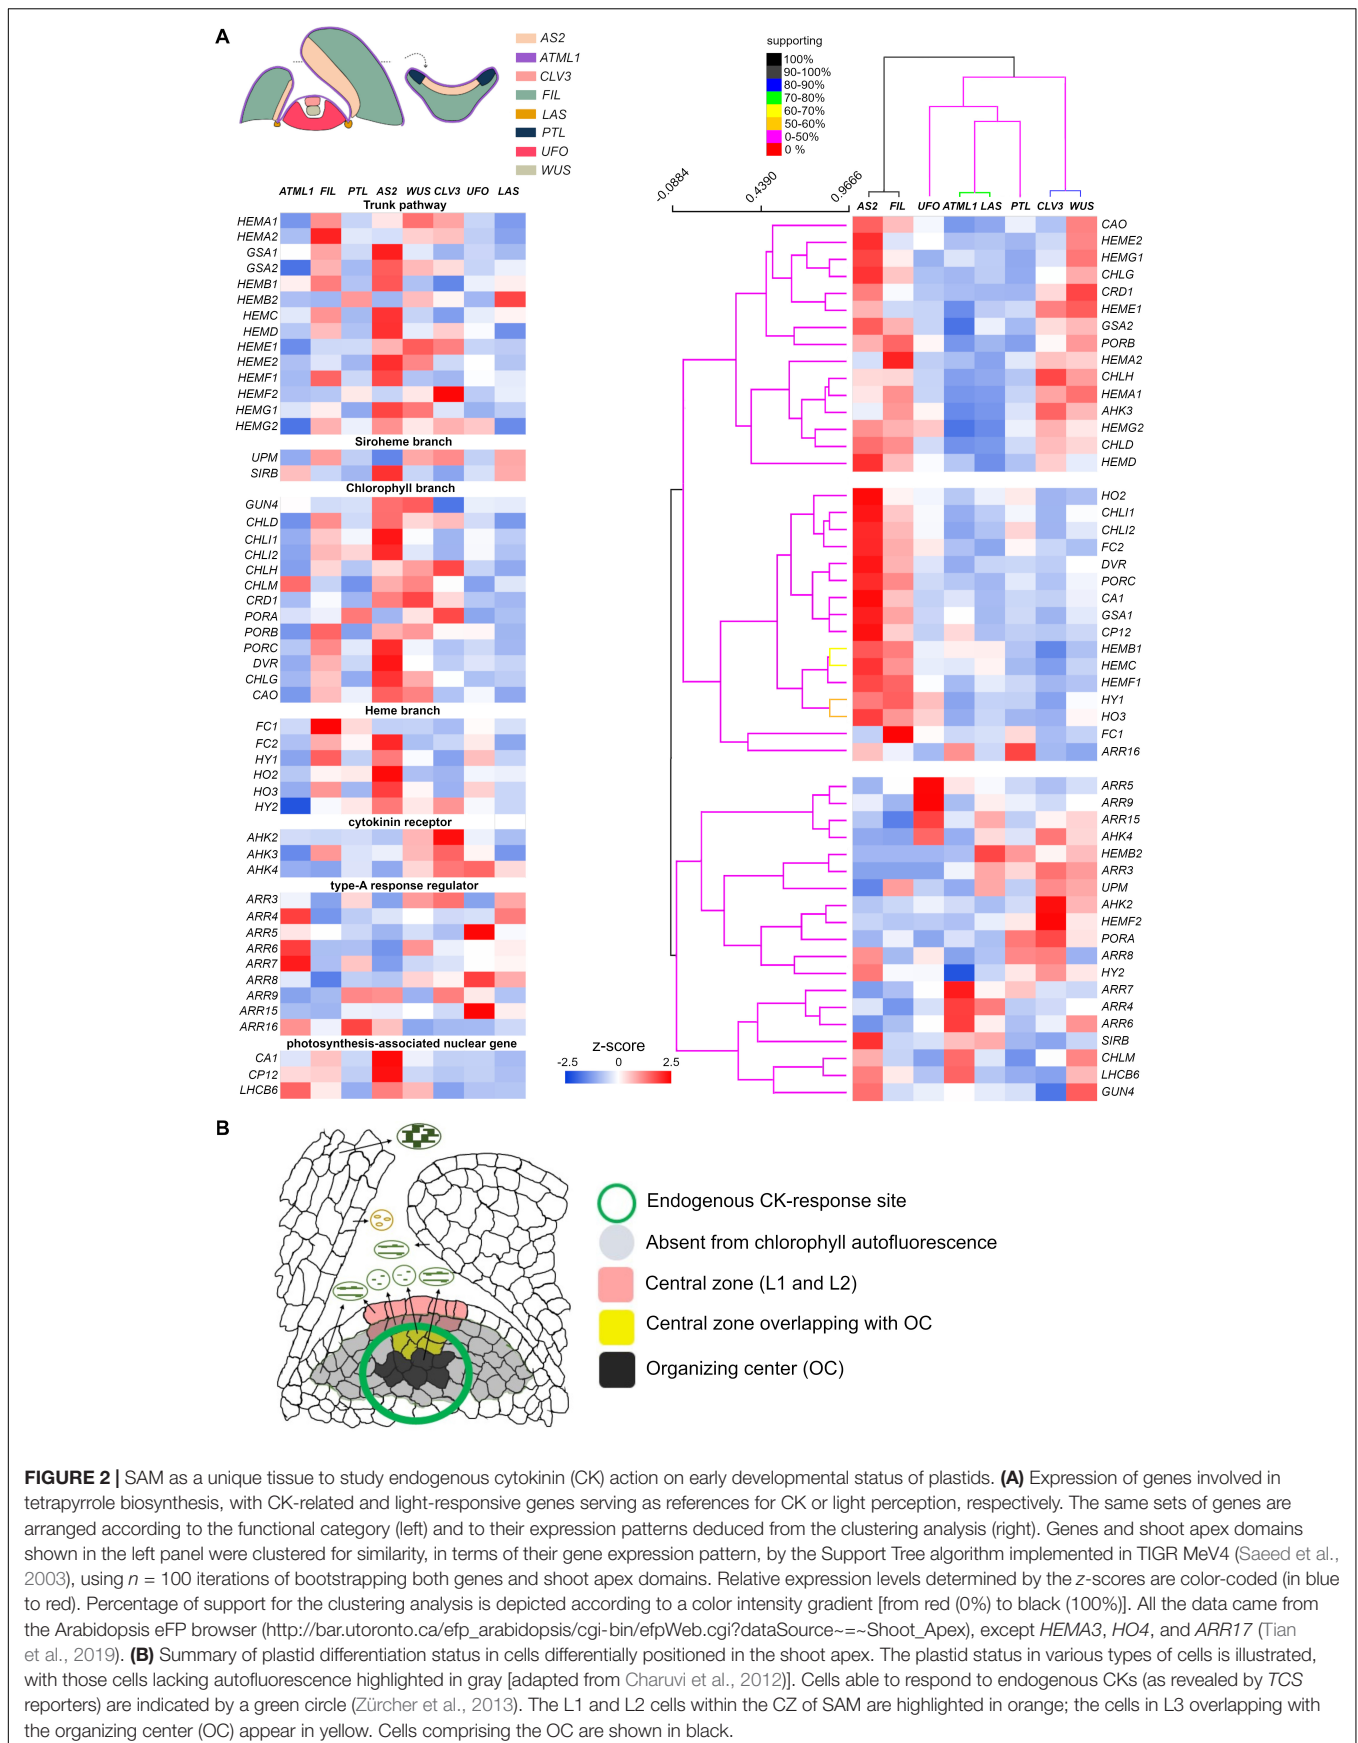 A
AS2
ATML1
CLV3
FIL
LAS
PTL
UFO
WUS
ATML1 FIL PTL AS2 WUS CLV3 UFO LAS
Trunk pathway
HEMA1
HEMA2
GSA1
GSA2
HEMB1
HEMB2
HEMC
HEMD
HEME1
HEME2
HEMF1
HEMF2
HEMG1
HEMG2
Siroheme branch
UPM
SIRB
Chlorophyll branch
GUN4
CHLD
CHLI1
CHLI2
CHLH
CHLM
CRD1
PORA
PORB
PORC
DVR
CHLG
CAO
Heme branch
FC1
FC2
HY1
HO2
HO3
HY2
cytokinin receptor
AHK2
AHK3
AHK4
type-A response regulator
ARR3
ARR4
ARR5
ARR6
ARR7
ARR8
ARR9
ARR15
ARR16
photosynthesis-associated nuclear gene
CA1
CP12
LHCB6
z-score
-2.5 0 2.5
supporting
100%
90-100%
80-90%
70-80%
60-70%
50-60%
0-50%
0 %
-0.0884
0.4390
0.9666
AS2 FIL UFO ATML1 LAS PTL CLV3 WUS
CAO
HEME2
HEMG1
CHLG
CRD1
HEME1
GSA2
PORB
HEMA2
CHLH
HEMA1
AHK3
HEMG2
CHLD
HEMD
HO2
CHLI1
CHLI2
FC2
DVR
PORC
CA1
GSA1
CP12
HEMB1
HEMC
HEMF1
HY1
HO3
FC1
ARR16
ARR5
ARR9
ARR15
AHK4
HEMB2
ARR3
UPM
AHK2
HEMF2
PORA
ARR8
HY2
ARR7
ARR4
ARR6
SIRB
CHLM
LHCB6
GUN4
B
Endogenous CK-response site
Absent from chlorophyll autofluorescence
Central zone (L1 and L2)
Central zone overlapping with OC
Organizing center (OC)
FIGURE 2 | SAM as a unique tissue to study endogenous cytokinin (CK) action on early developmental status of plastids. (A) Expression of genes involved in
tetrapyrrole biosynthesis, with CK-related and light-responsive genes serving as references for CK or light perception, respectively. The same sets of genes are
arranged according to the functional category (left) and to their expression patterns deduced from the clustering analysis (right). Genes and shoot apex domains
shown in the left panel were clustered for similarity, in terms of their gene expression pattern, by the Support Tree algorithm implemented in TIGR MeV4 (Saeed et al.,
2003), using n = 100 iterations of bootstrapping both genes and shoot apex domains. Relative expression levels determined by the z-scores are color-coded (in blue
to red). Percentage of support for the clustering analysis is depicted according to a color intensity gradient [from red (0%) to black (100%)]. All the data came from
the Arabidopsis eFP browser (http://bar.utoronto.ca/efp_arabidopsis/cgi-bin/efpWeb.cgi?dataSource~=~Shoot_Apex), except HEMA3, HO4, and ARR17 (Tian
et al., 2019). (B) Summary of plastid differentiation status in cells differentially positioned in the shoot apex. The plastid status in various types of cells is illustrated,
with those cells lacking autofluorescence highlighted in gray [adapted from Charuvi et al., 2012)]. Cells able to respond to endogenous CKs (as revealed by TCS
reporters) are indicated by a green circle (Zürcher et al., 2013). The L1 and L2 cells within the CZ of SAM are highlighted in orange; the cells in L3 overlapping with
the organizing center (OC) appear in yellow. Cells comprising the OC are shown in black.